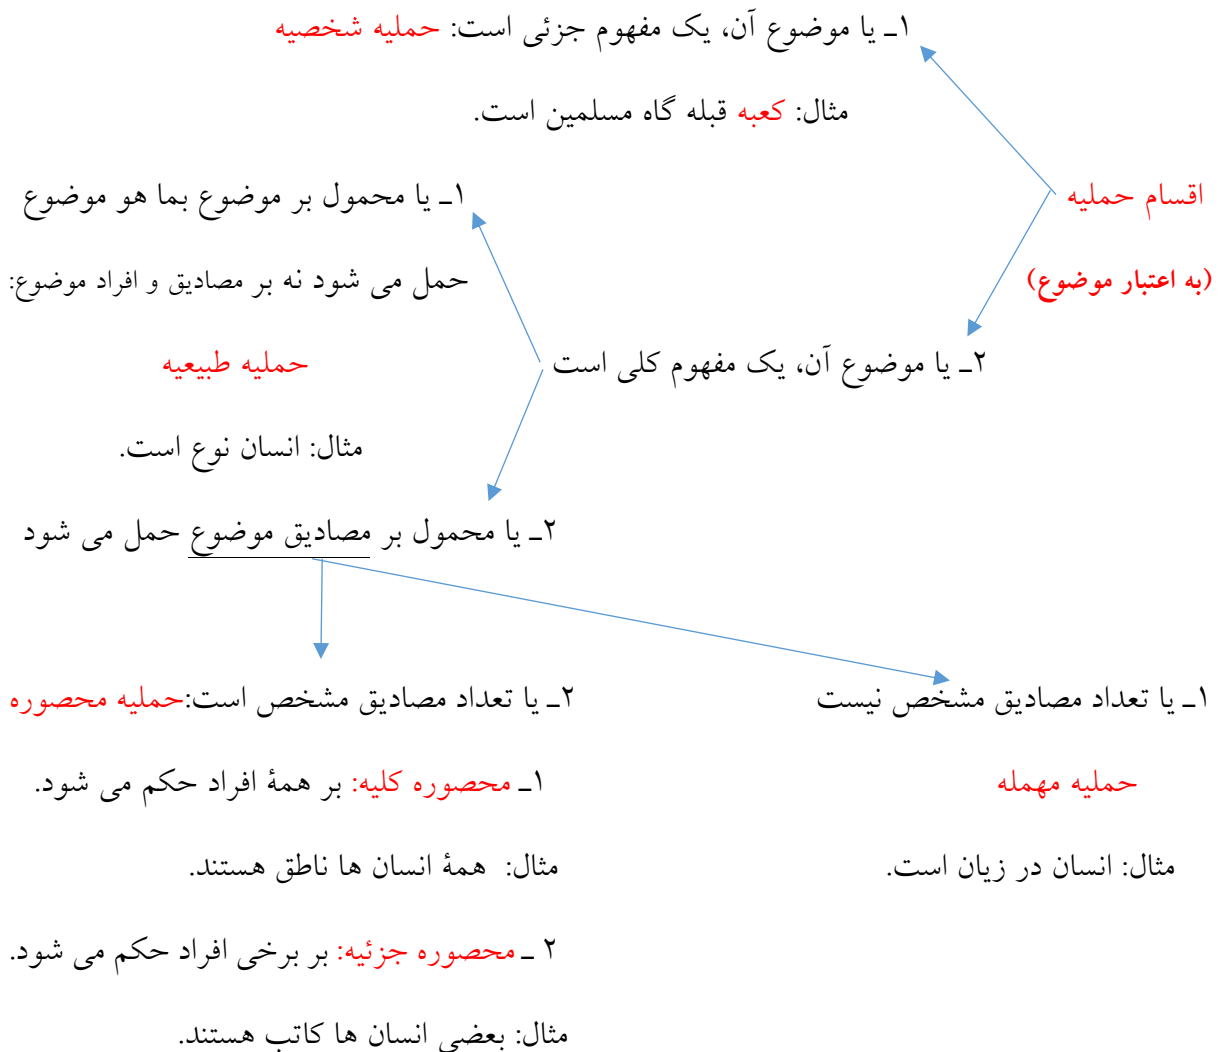 ۱ـ یا موضوع آن، یک مفهوم جزئی است: حملیه شخصیه
مثال: کعبه قبله گاه مسلمین است.
اقسام حملیه
(به اعتبار موضوع)
۱ـ یا محمول بر موضوع بما هو موضوع
حمل می شود نه بر مصادیق و افراد موضوع:
حملیه طبیعیه
مثال: انسان نوع است.
۲ـ یا موضوع آن، یک مفهوم کلی است
۲ـ یا محمول بر مصادیق موضوع حمل می شود
۱ـ یا تعداد مصادیق مشخص نیست
حملیه مهمله
مثال: انسان در زیان است.
۲ـ یا تعداد مصادیق مشخص است:حملیه محصوره
۱ـ محصوره کلیه: بر همۀ افراد حکم می شود.
مثال: همۀ انسان ها ناطق هستند.
۲ ـ محصوره جزئیه: بر برخی افراد حکم می شود.
مثال: بعضی انسان ها کاتب هستند.